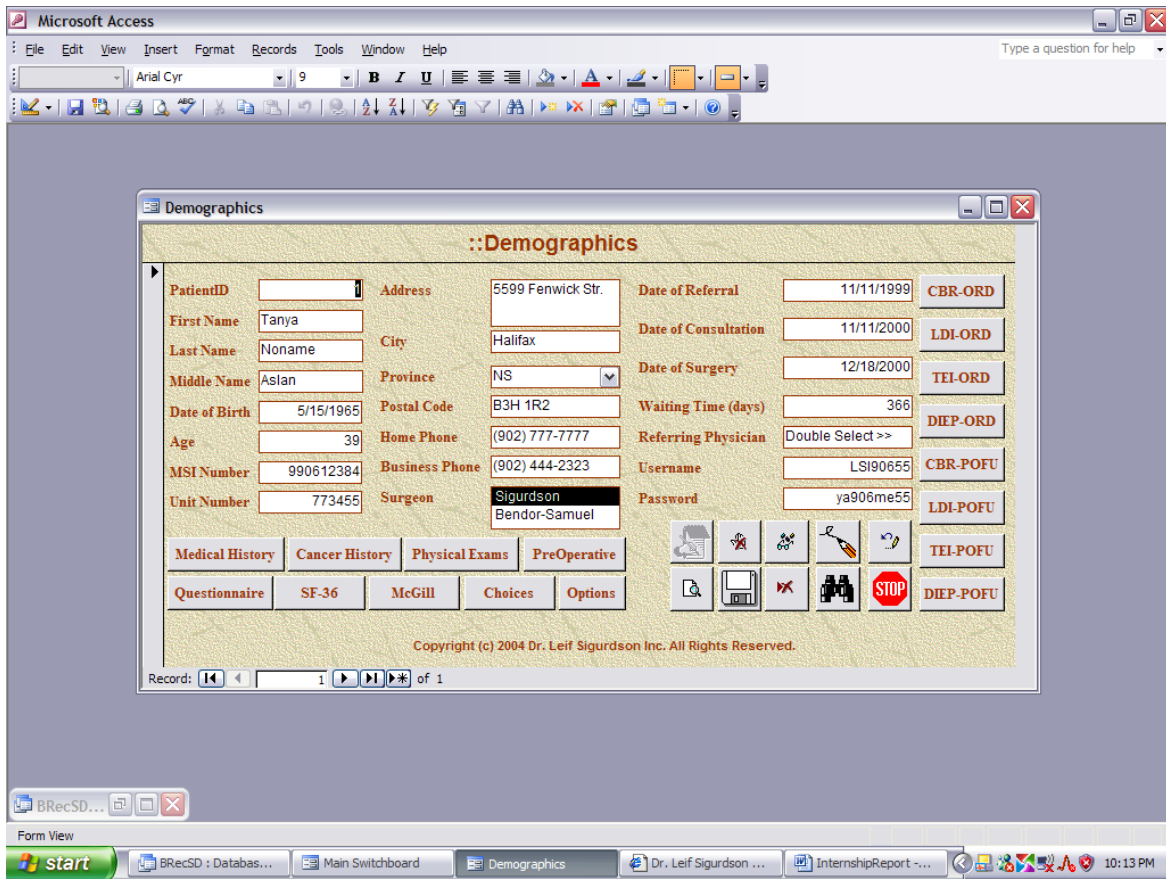 Microsoft Access
File Edit View Insert Format Records Tools Window Help Type a question for help
Arial Cyr 9 B I U A
ABC
Demographics
::Demographics
PatientID 1 Address 5599 Fenwick Str. Date of Referral 11/11/1999 CBR-ORD
First Name Tanya
Date of Consultation 11/11/2000 LDI-ORD
Last Name Noname City Halifax
Date of Surgery 12/18/2000 TEI-ORD
Middle Name Aslan Province NS
Date of Birth 5/15/1965 Postal Code B3H 1R2 Waiting Time (days) 366 DIEP-ORD
Age 39 Home Phone (902) 777-7777 Referring Physician Double Select >>
MSI Number 990612384 Business Phone (902) 444-2323 Username LSI90655 CBR-POFU
Unit Number 773455 Surgeon Sigurdson Password ya906me55 LDI-POFU
Bendor-Samuel
Medical History Cancer History Physical Exams PreOperative TEI-POFU
Questionnaire SF-36 McGill Choices Options STOP DIEP-POFU
Copyright (c) 2004 Dr. Leif Sigurdson Inc. All Rights Reserved.
Record: 1 of 1
BRecSD...
Form View
start BRecSD : Databas... Main Switchboard Demographics Dr. Leif Sigurdson ... InternshipReport -... 10:13 PM